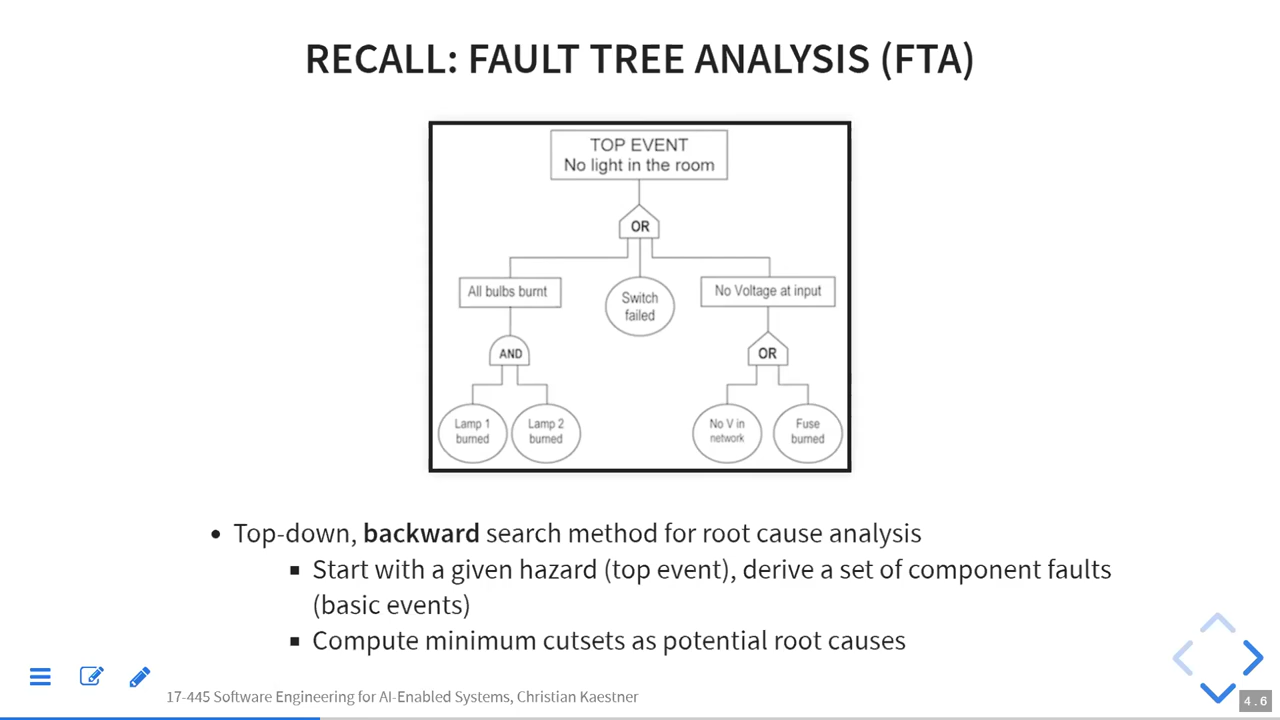 RECALL: FAULT TREE ANALYSIS (FTA)
TOP EVENT
No light in the room
OR
All bulbs burnt
Switch
failed
No Voltage at input
AND
OR
Lamp 1
burned
Lamp 2
burned
No V in
network
Fuse
burned
• Top-down, backward search method for root cause analysis
▪ Start with a given hazard (top event), derive a set of component faults
(basic events)
▪ Compute minimum cutsets as potential root causes
17-445 Software Engineering for AI-Enabled Systems, Christian Kaestner
4.6